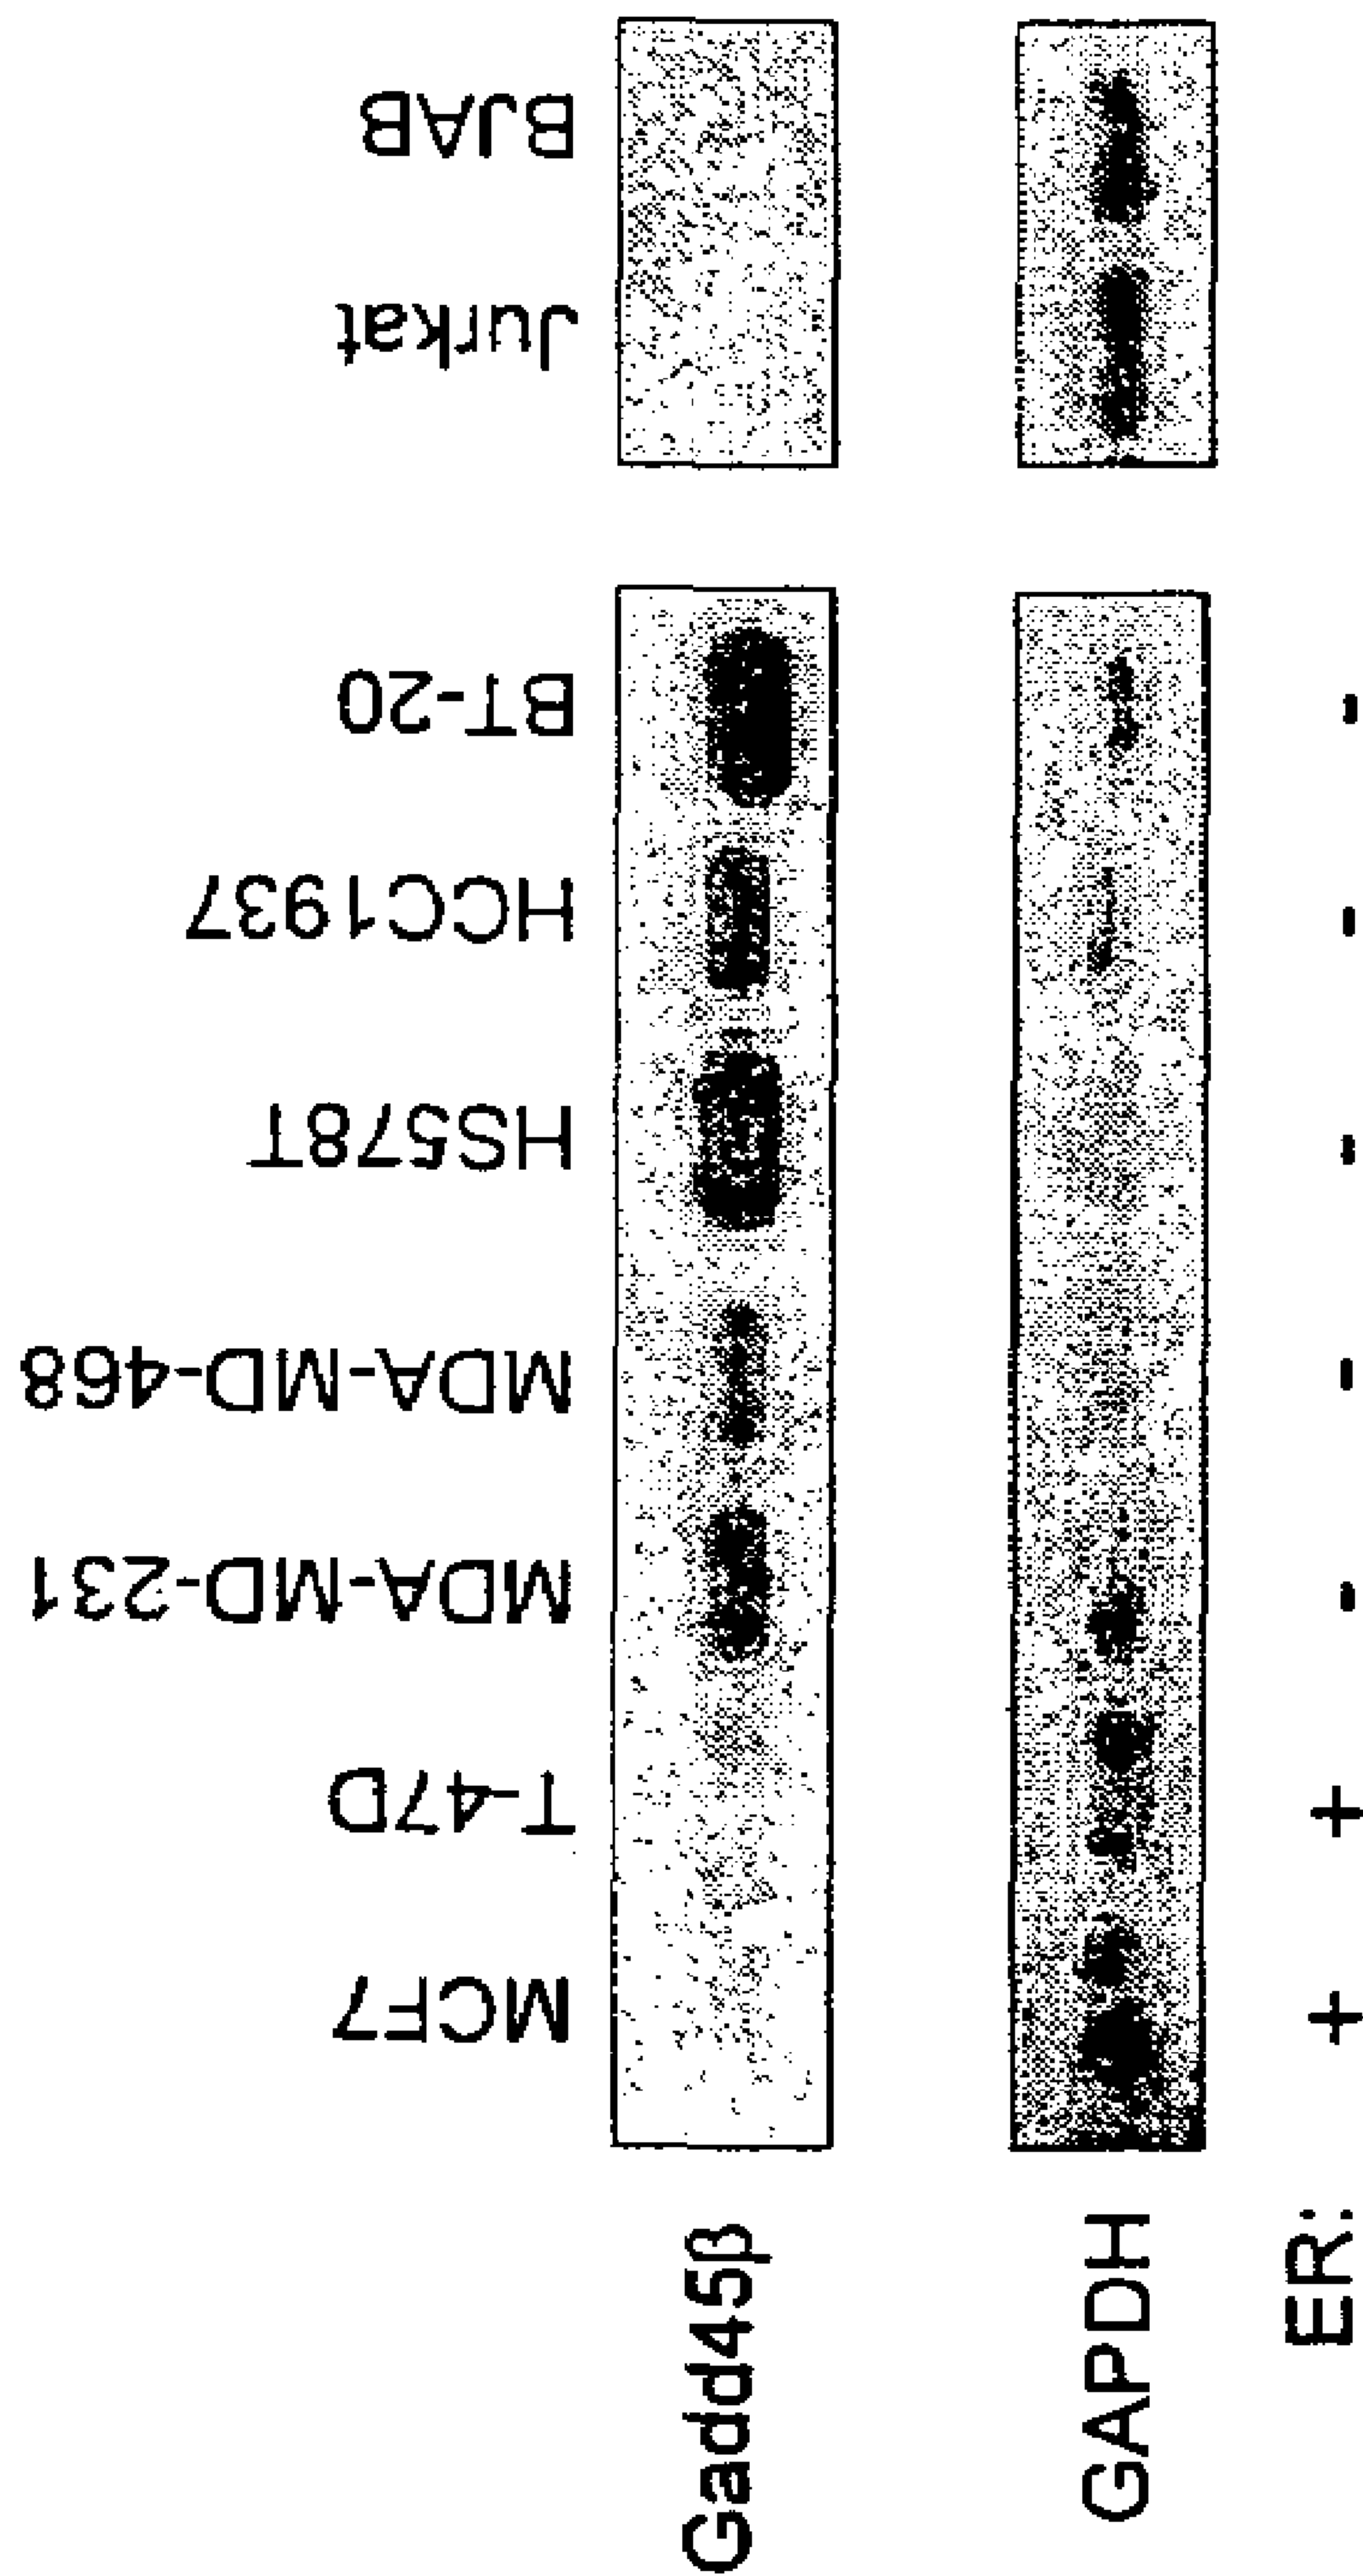 MCF7
T-47D
MDA-MD-231
MDA-MD-468
HS578T
HCC1937
BT-20
Jurkat
BJAB
Gadd45β
GAPDH
ER: + + - - - - -